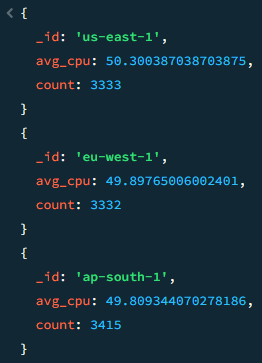 {
_id: 'us-east-1',
avg_cpu: 50.300387038703875,
count: 3333
}
{
_id: 'eu-west-1',
avg_cpu: 49.89765006002401,
count: 3332
}
{
_id: 'ap-south-1',
avg_cpu: 49.809344070278186,
count: 3415
}